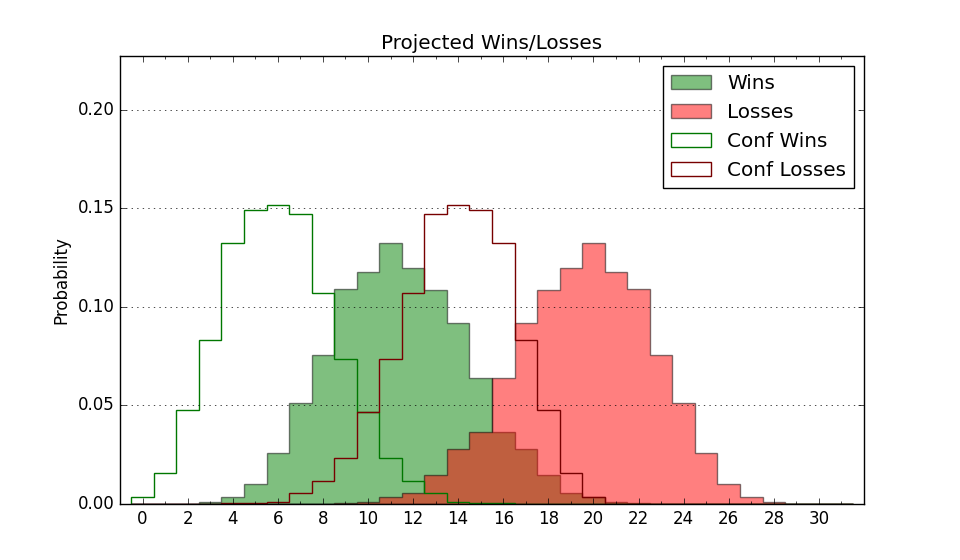 Projected Wins/Losses
Wins
Losses
Conf Wins
Conf Losses
Probability
0.20
0.15
0.10
0.05
0.00
0 2 4 6 8 10 12 14 16 18 20 22 24 26 28 30